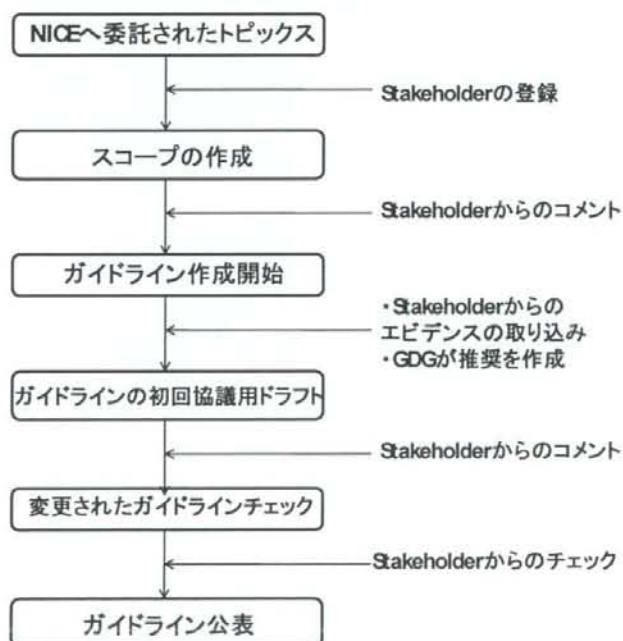 NICEへ委託されたトピックス
Stakeholderの登録
スコープの作成
Stakeholderからのコメント
ガイドライン作成開始
・Stakeholderからの
エビデンスの取り込み
・GDGが推奨を作成
ガイドラインの初回協議用ドラフト
Stakeholderからのコメント
変更されたガイドラインチェック
Stakeholderからのチェック
ガイドライン公表